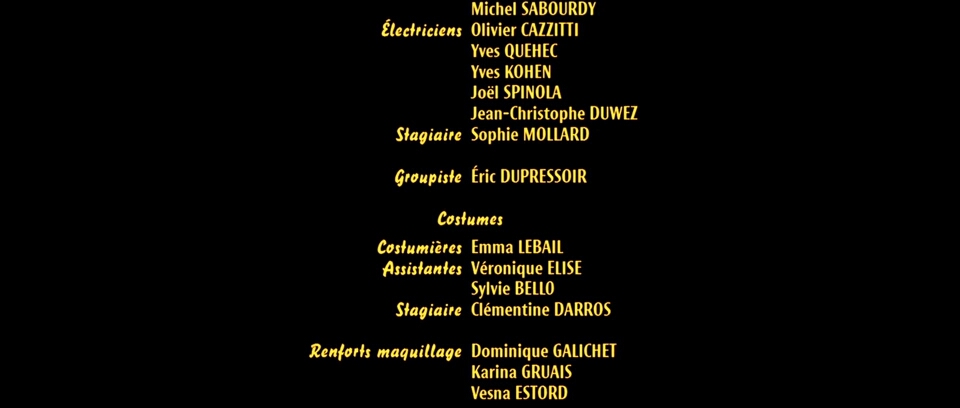 Michel SABOURDY
Électriciens Olivier CAZZITTI
Yves QUEHEC
Yves KOHEN
Joël SPINOLA
Jean-Christophe DUWEZ
Stagiaire Sophie MOLLARD
Groupiste Éric DUPRESSOIR
Costumes
Costumières Emma LEBAIL
Assistantes Véronique ELISE
Sylvie BELLO
Stagiaire Clémentine DARROS
Renforts maquillage Dominique GALICHET
Karina GRUAIS
Vesna ESTORD